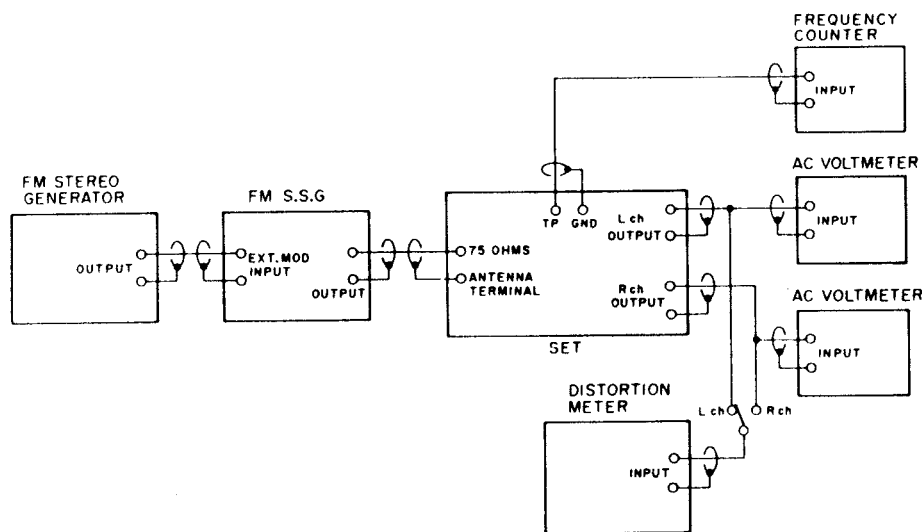 FREQUENCY
COUNTER
INPUT
FM STEREO
GENERATOR
OUTPUT
FM S.S.G
EXT.MOD
INPUT
OUTPUT
75 OHMS
ANTENNA
TERMINAL
TP GND
L ch
OUTPUT
R ch
OUTPUT
SET
AC VOLTMETER
INPUT
AC VOLTMETER
INPUT
DISTORTION
METER
L ch R ch
INPUT